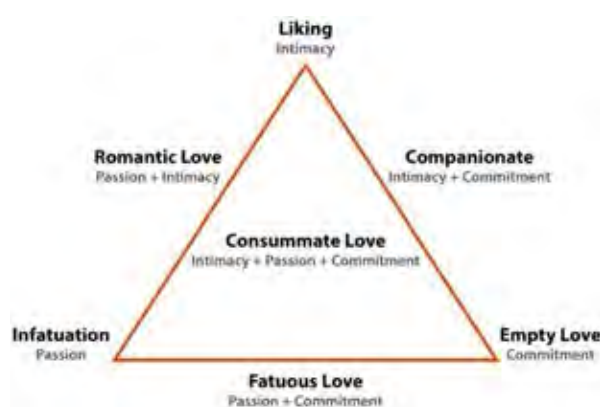 Liking
Intimacy
Romantic Love
Passion + Intimacy
Companionate
Intimacy + Commitment
Consummate Love
Intimacy + Passion + Commitment
Infatuation
Passion
Empty Love
Commitment
Fatuous Love
Passion + Commitment